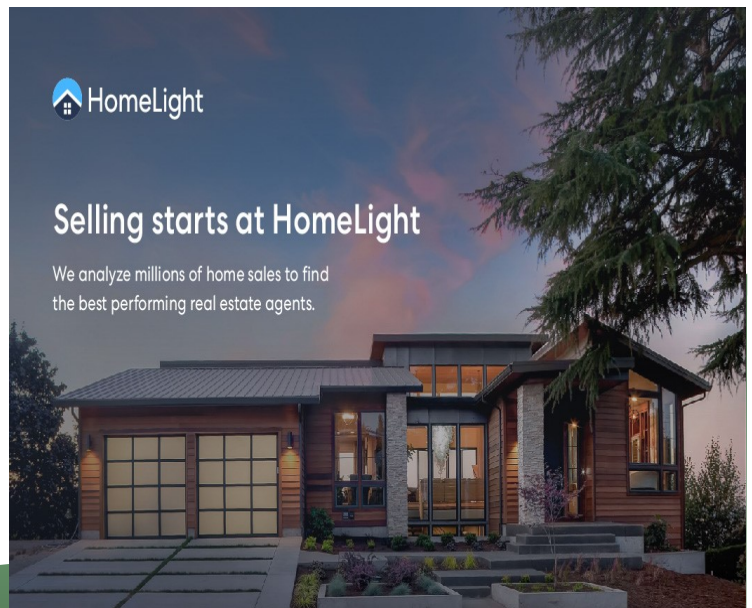 HomeLight
Selling starts at HomeLight
We analyze millions of home sales to find
the best performing real estate agents.